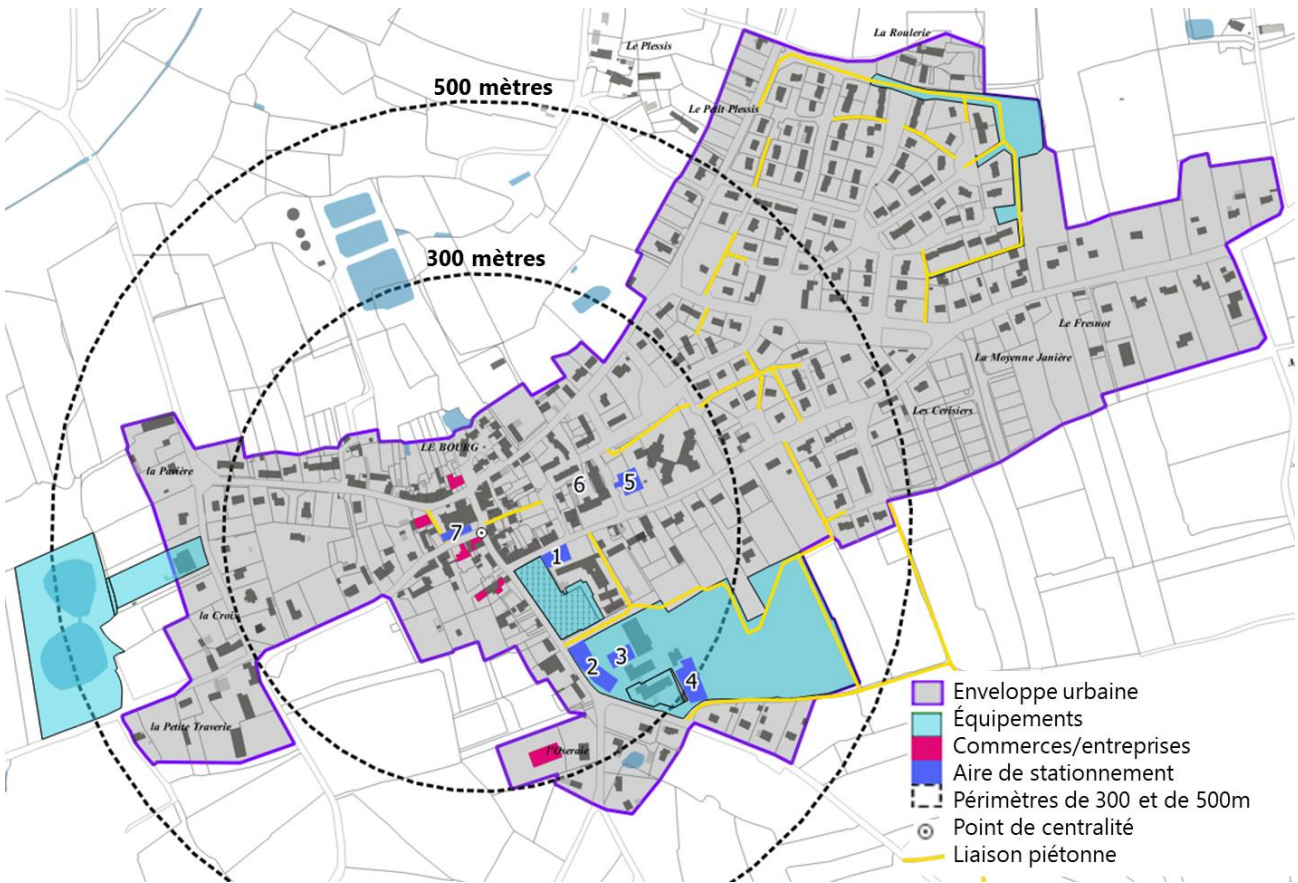 La Roulerie
Le Plessis
500 mètres
Le Petit Plessis
300 mètres
Le Fresnot
La Moyenne Janière
Les Cerisiers
LE BOURG
la Pasière
5
6
7
1
la Croix
2
3
4
la Petite Traverie
l'Oseraie
M
Enveloppe urbaine
Équipements
Commerces/entreprises
Aire de stationnement
Périmètres de 300 et de 500m
Point de centralité
Liaison piétonne